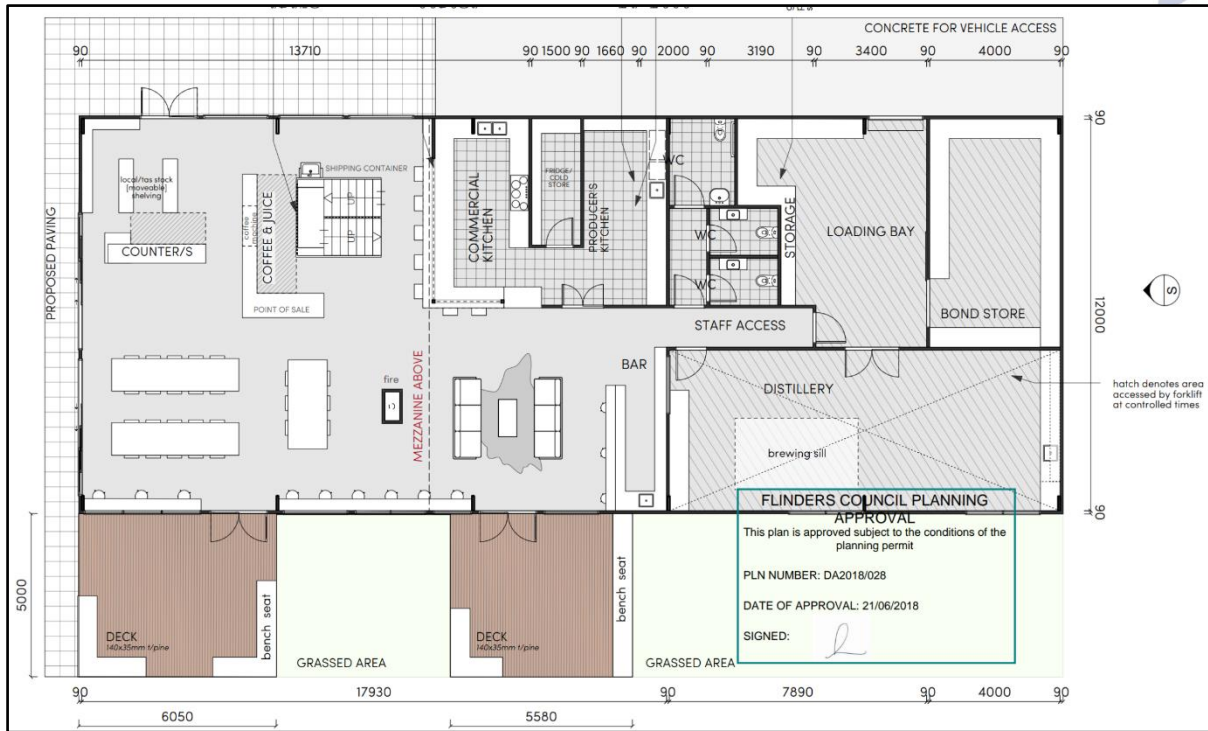 CONCRETE FOR VEHICLE ACCESS
90
13710
90
1500
90
1660
90
2000
90
3190
90
3400
90
4000
90
90
SHIPPING CONTAINER
local/tas stock
[moveable]
shelving
FRIDGE/
COLD
STORE
WC
PROPOSED PAVING
COUNTER/S
coffee
machine
COFFEE & JUICE
UP
UP
COMMERCIAL
KITCHEN
PRODUCER'S
KITCHEN
WC
WC
STORAGE
LOADING BAY
S
POINT OF SALE
BOND STORE
12000
STAFF ACCESS
MEZZANINE ABOVE
fire
BAR
DISTILLERY
hatch denotes area
accessed by forklift
at controlled times
brewing sill
FLINDERS COUNCIL PLANNING
APPROVAL
This plan is approved subject to the conditions of the
planning permit
PLN NUMBER: DA2018/028
DATE OF APPROVAL: 21/06/2018
SIGNED:
90
5000
bench seat
bench seat
DECK
140x35mm t/pine
DECK
140x35mm t/pine
GRASSED AREA
GRASSED AREA
90
17930
90
7890
90
4000
90
6050
5580